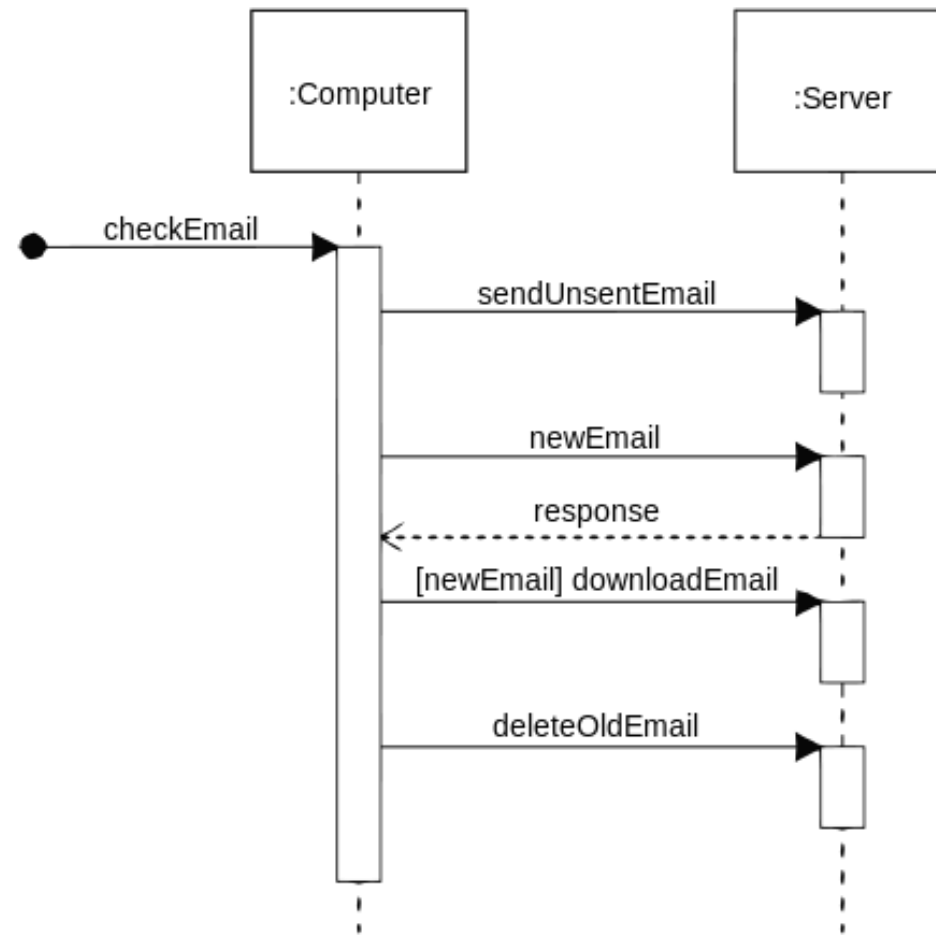 :Computer
:Server
checkEmail
sendUnsentEmail
newEmail
response
[newEmail] downloadEmail
deleteOldEmail